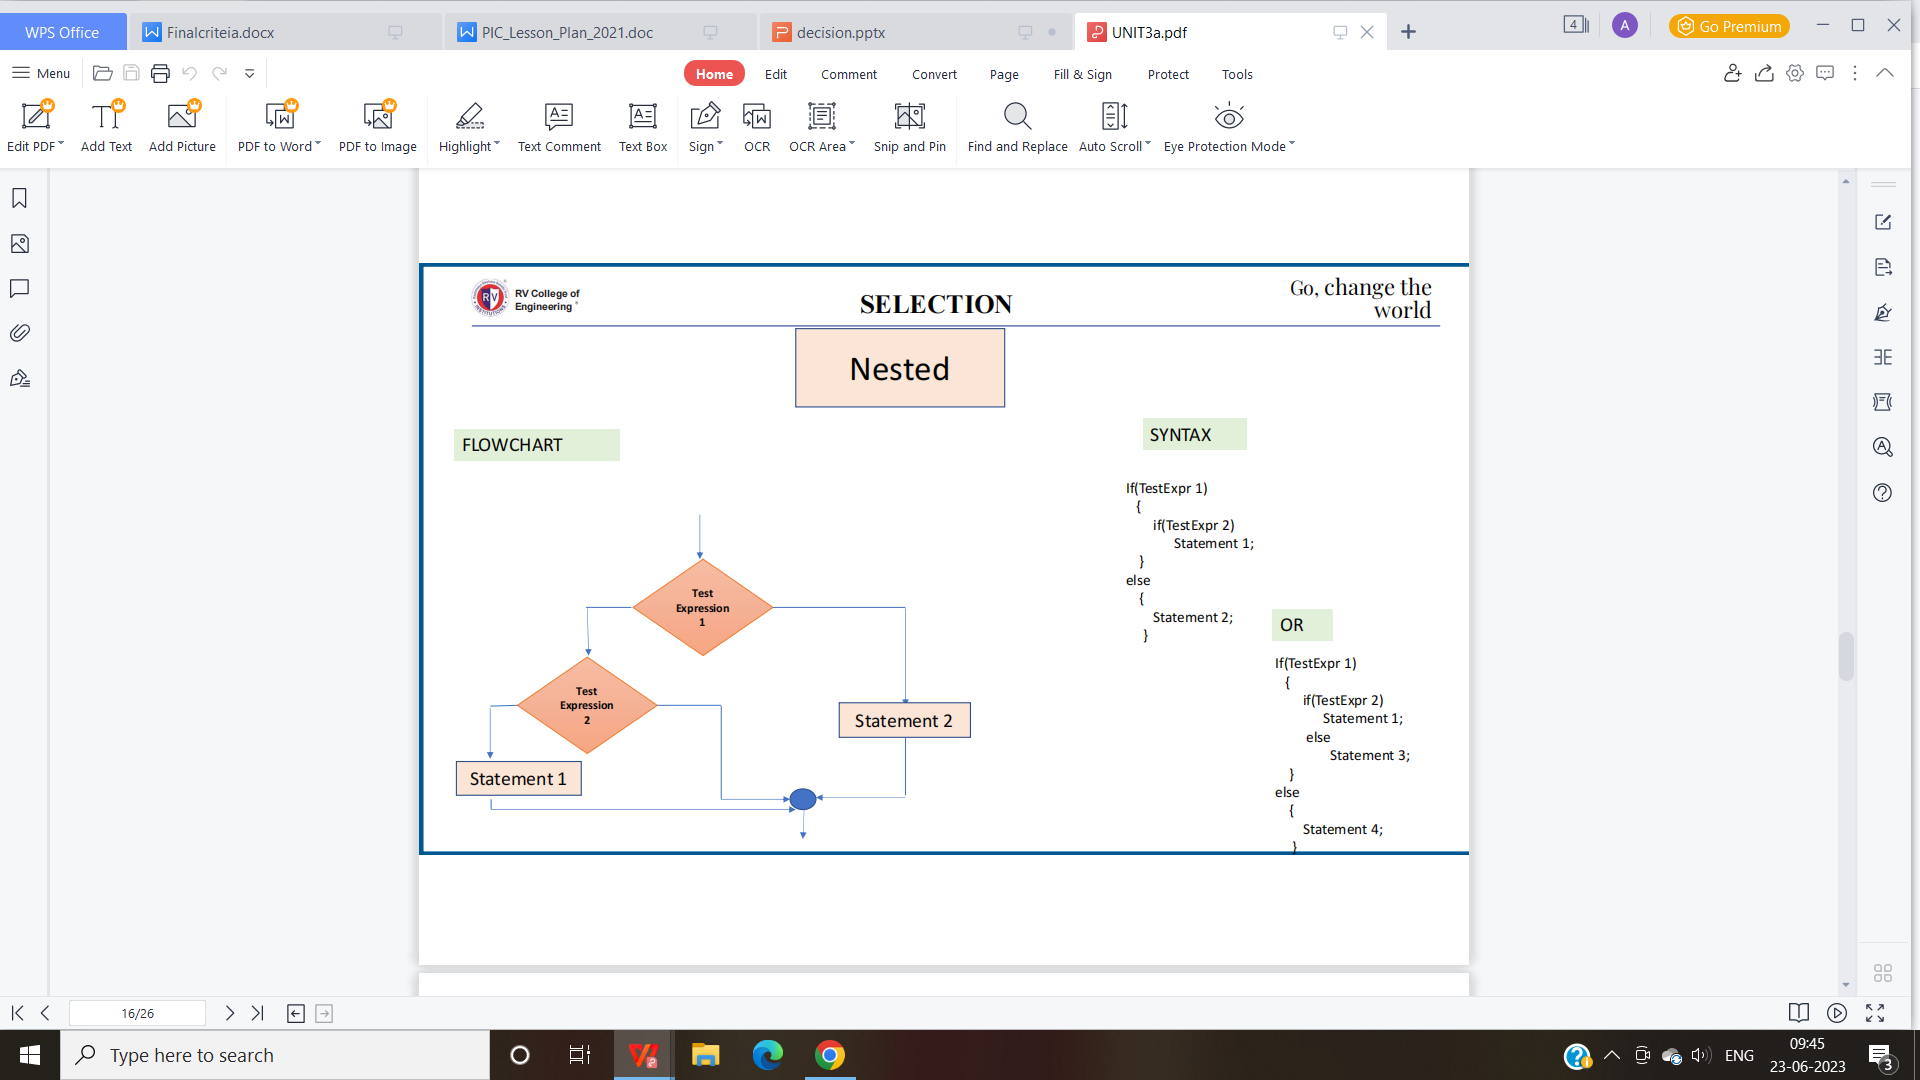 WPS Office
Finalcriteia.docx
PIC_Lesson_Plan_2021.doc
decision.pptx
UNIT3a.pdf
4
A
Go Premium
Menu
Home
Edit
Comment
Convert
Page
Fill & Sign
Protect
Tools
Edit PDF
Add Text
Add Picture
PDF to Word
PDF to Image
Highlight
Text Comment
Text Box
Sign
OCR
OCR Area
Snip and Pin
Find and Replace
Auto Scroll
Eye Protection Mode
RV
RV College of
Engineering
SELECTION
Go, change the
world
Nested
FLOWCHART
Test
Expression
1
Test
Expression
2
Statement 1
Statement 2
SYNTAX
If(TestExpr 1)
{
if(TestExpr 2)
Statement 1;
}
else
{
Statement 2;
}
OR
If(TestExpr 1)
{
if(TestExpr 2)
Statement 1;
else
Statement 3;
}
else
{
Statement 4;
}
16/26
Type here to search
ENG
09:45
23-06-2023
3